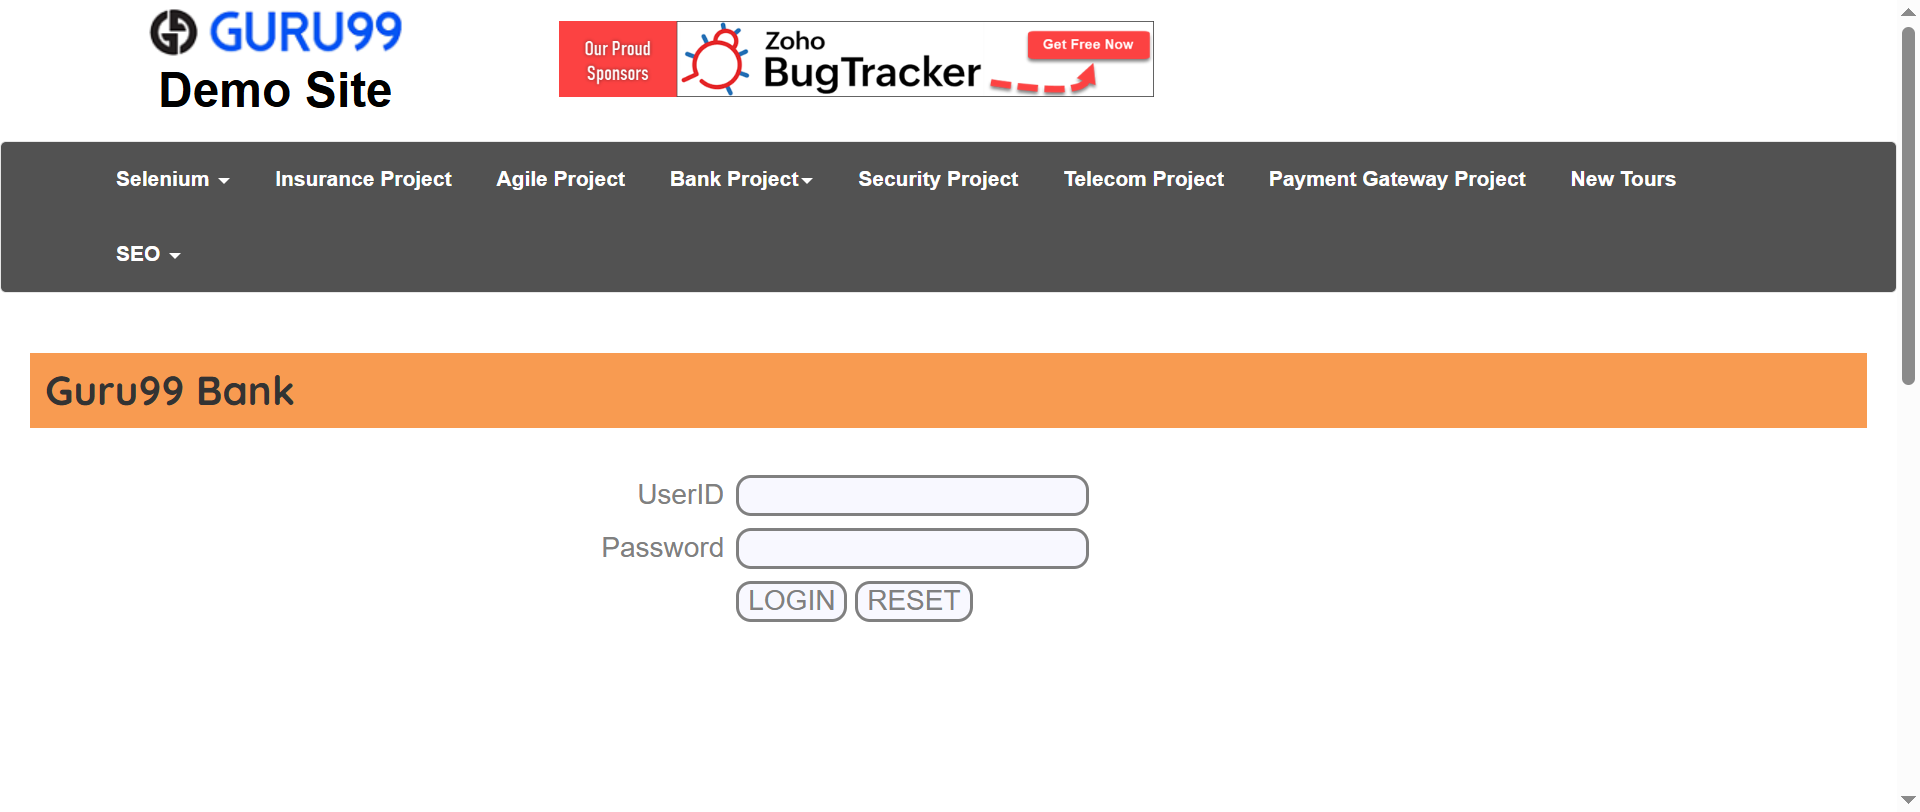 GURU99
Demo Site
Our Proud
Sponsors
Zoho
BugTracker
Get Free Now
Selenium
Insurance Project
Agile Project
Bank Project
Security Project
Telecom Project
Payment Gateway Project
New Tours
SEO
Guru99 Bank
UserID
Password
LOGIN RESET